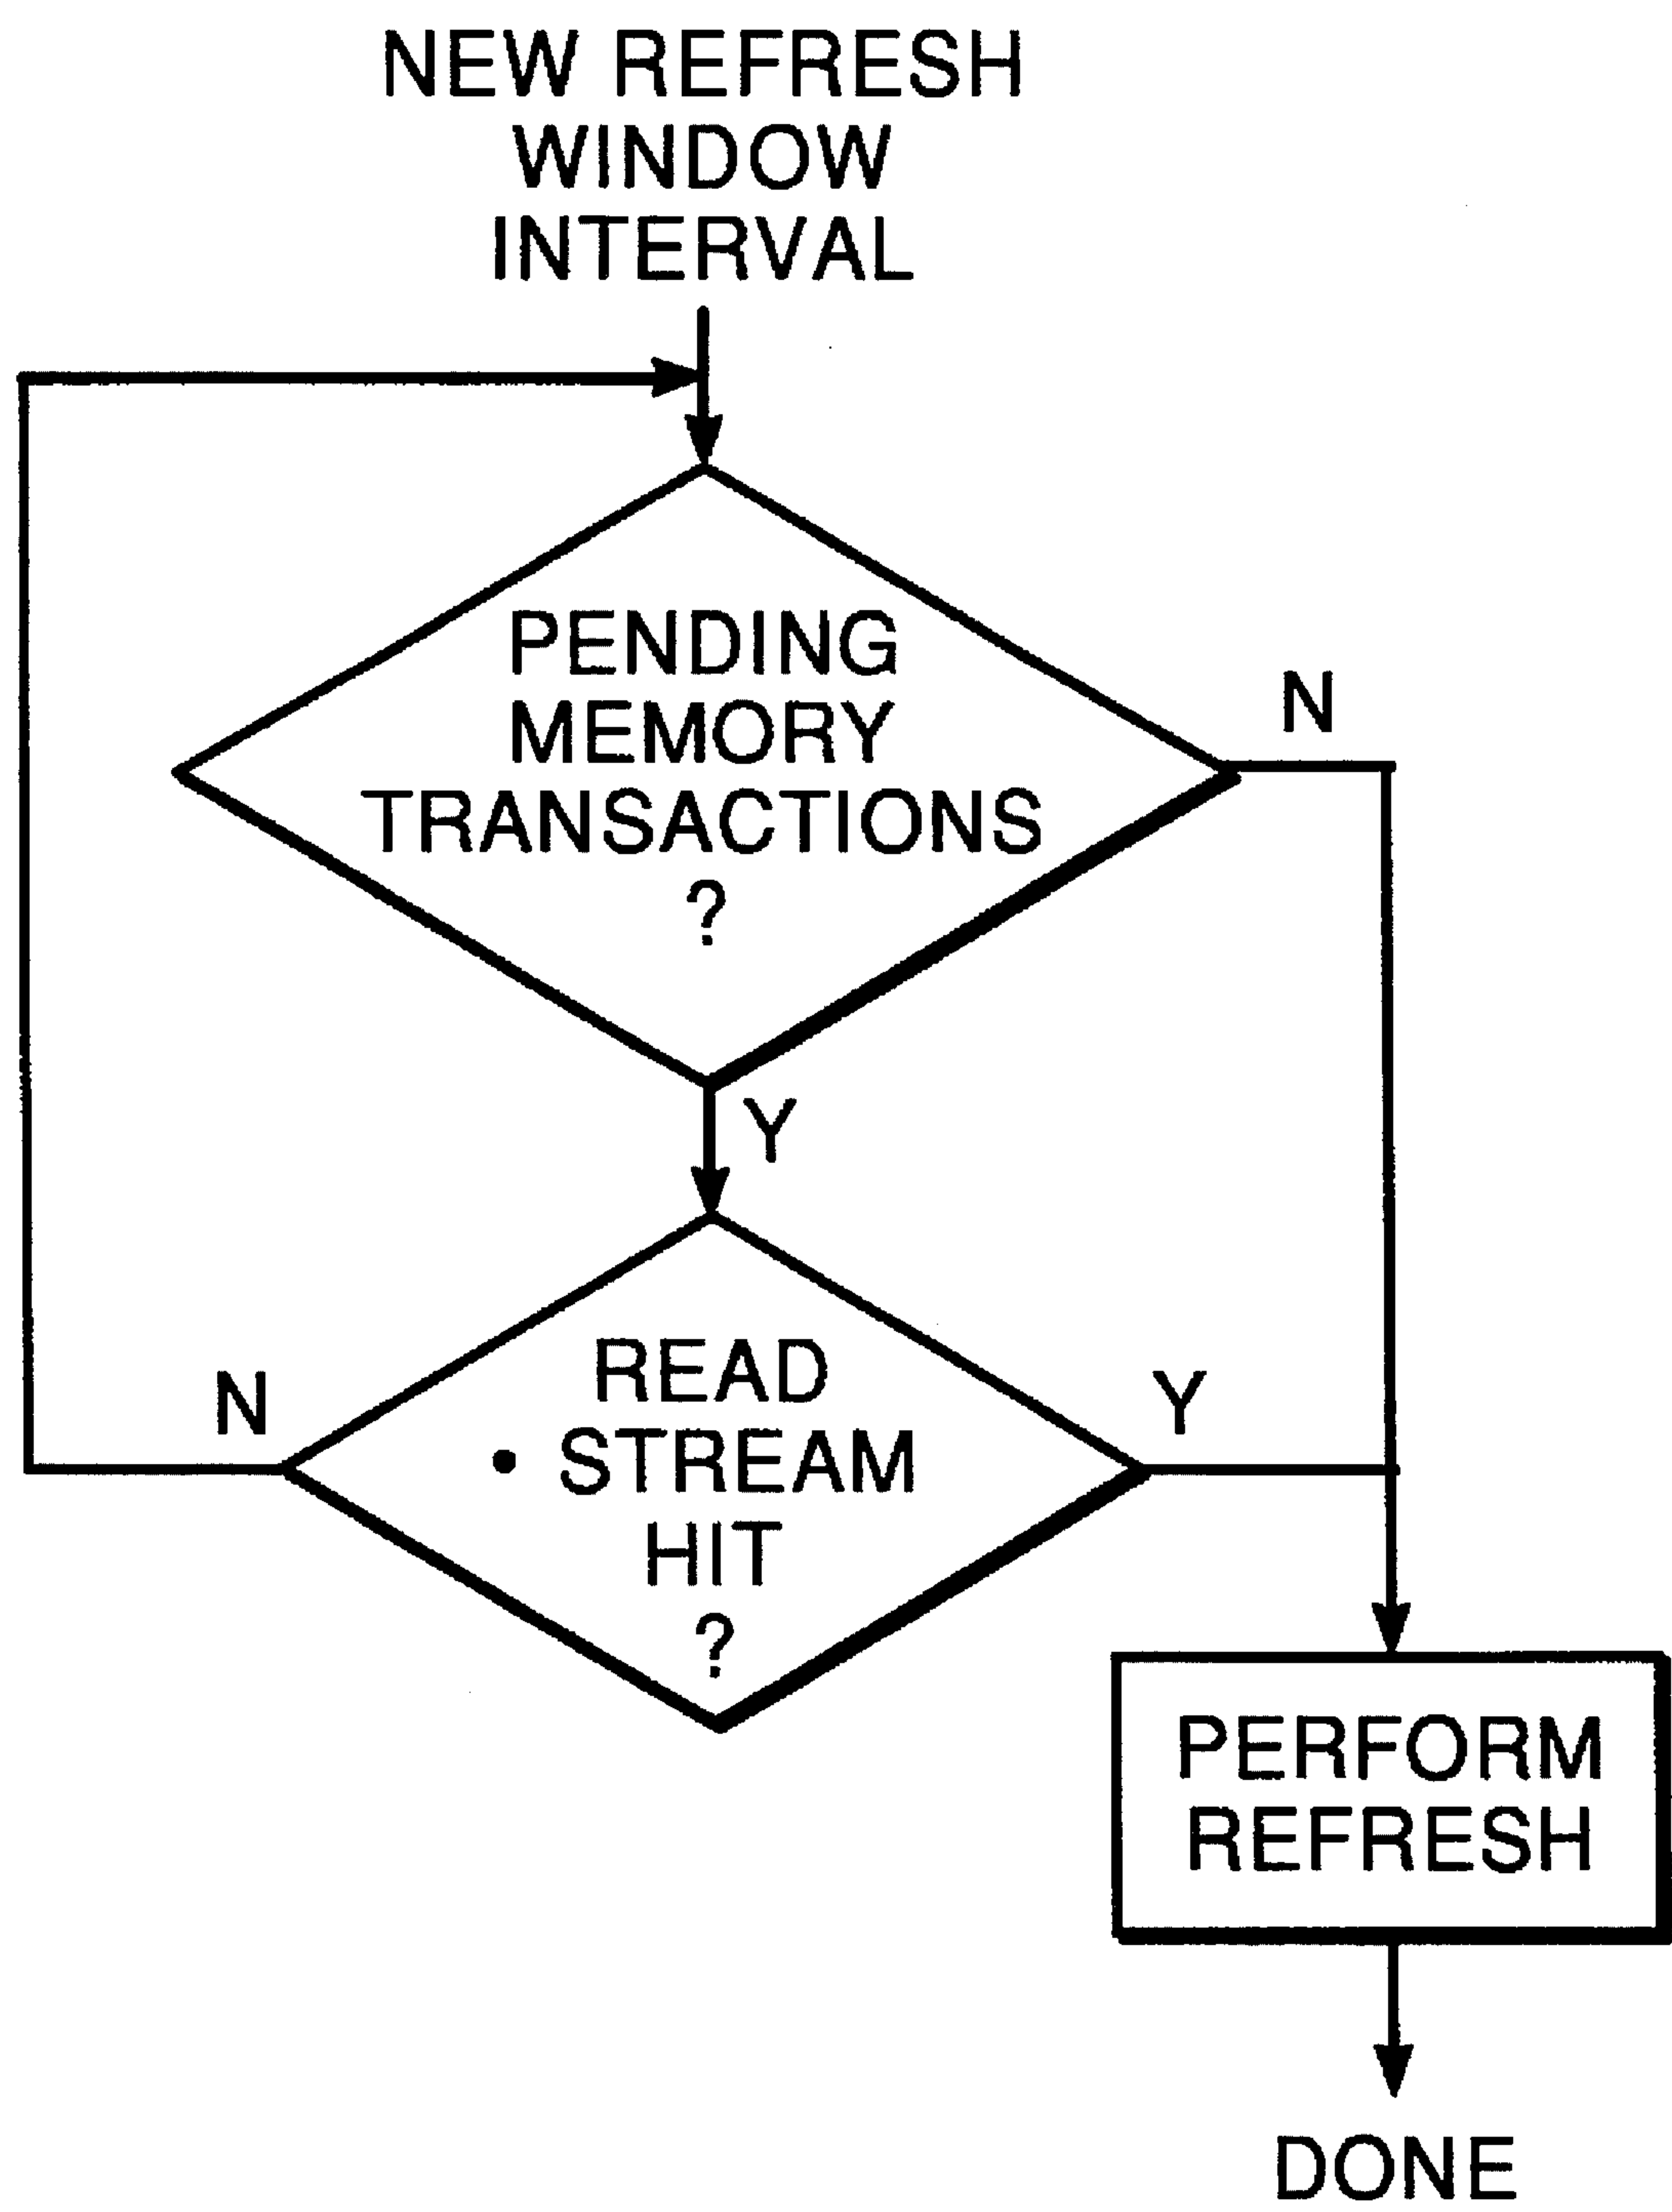 NEW REFRESH
WINDOW
INTERVAL
PENDING
MEMORY
TRANSACTIONS
?
N
Y
READ
• STREAM
HIT
?
N
Y
PERFORM
REFRESH
DONE